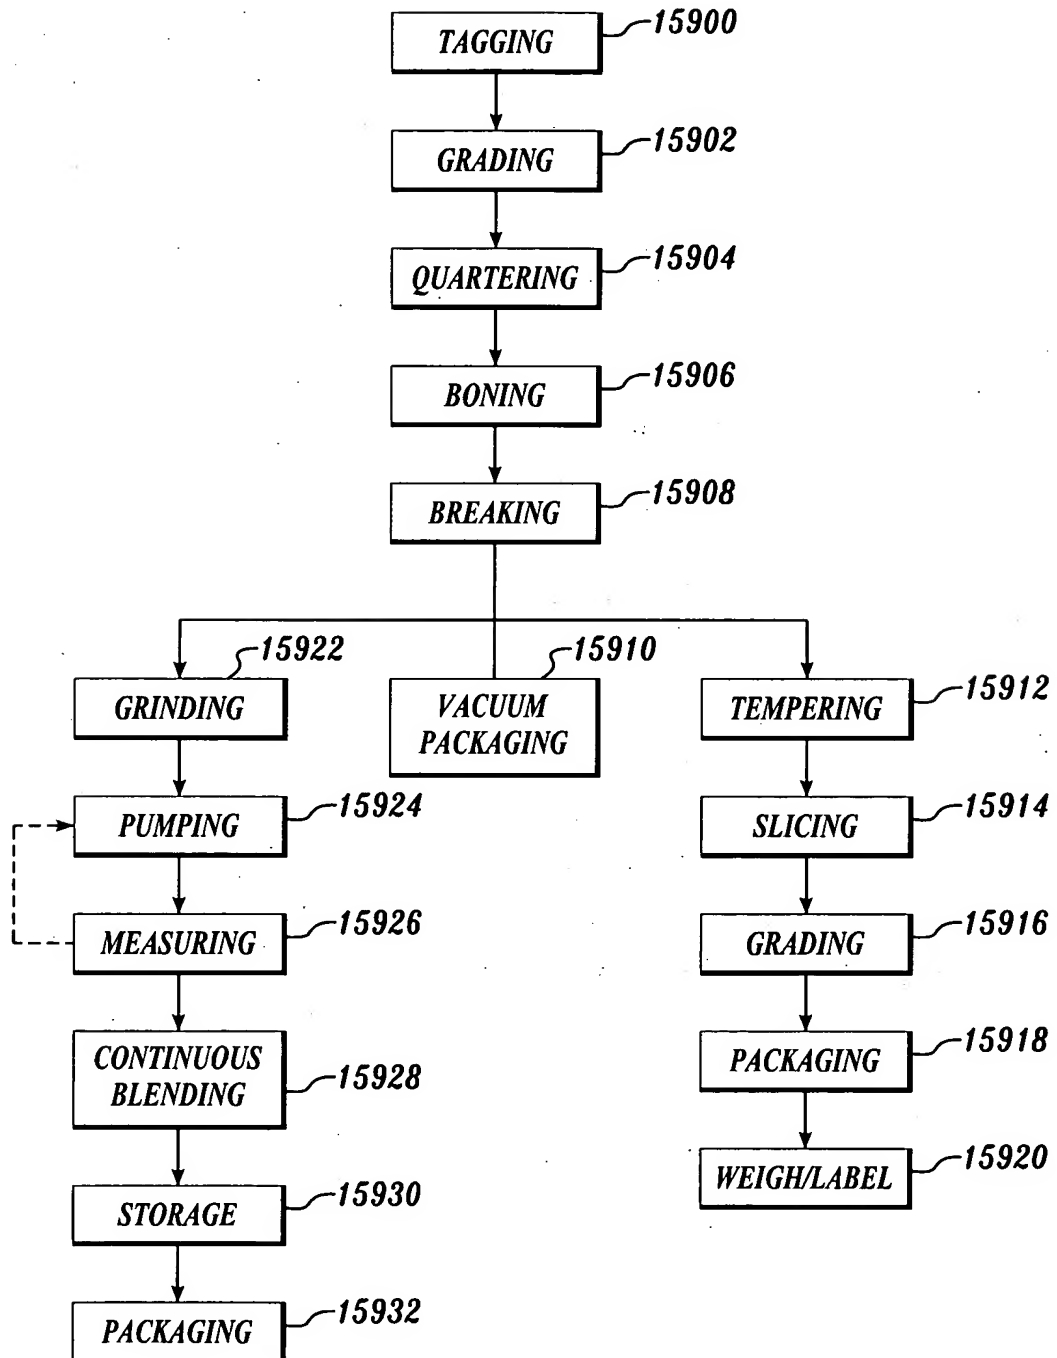 TAGGING
15900
GRADING
15902
QUARTERING
15904
BONING
15906
BREAKING
15908
GRINDING
15922
PUMPING
15924
MEASURING
15926
CONTINUOUS
BLENDING
15928
STORAGE
15930
PACKAGING
15932
VACUUM
PACKAGING
15910
TEMPERING
15912
SLICING
15914
GRADING
15916
PACKAGING
15918
WEIGH/LABEL
15920